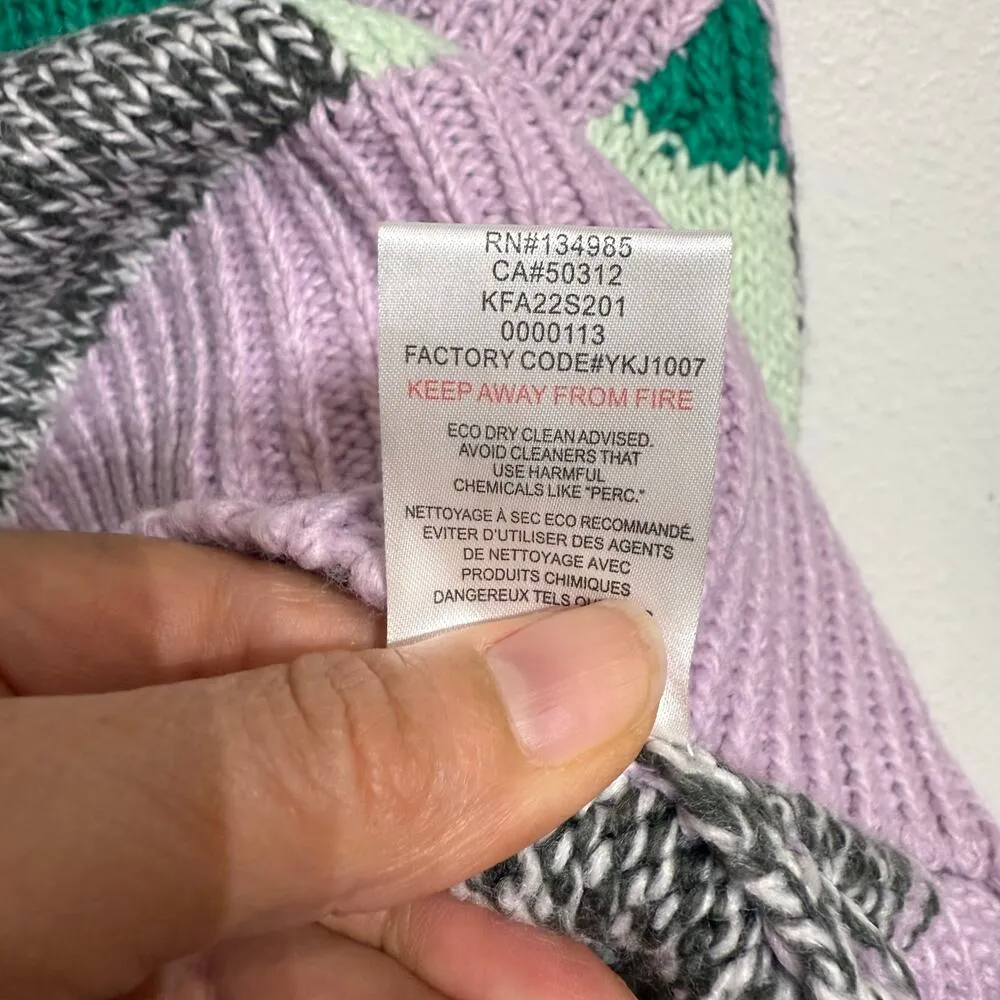 RN#134985
CA#50312
KFA22S201
0000113
FACTORY CODE#YKJ1007
KEEP AWAY FROM FIRE
ECO DRY CLEAN ADVISED.
AVOID CLEANERS THAT
USE HARMFUL
CHEMICALS LIKE "PERC."
NETTOYAGE À SEC ECO RECOMMANDÉ.
EVITER D'UTILISER DES AGENTS
DE NETTOYAGE AVEC
PRODUITS CHIMIQUES
DANGEREUX TELS